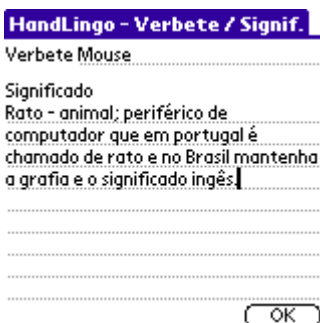 HandLingo - Verbete / Signif.
Verbete Mouse
Significado
Rato - animal; periférico de
computador que em portugal é
chamado de rato e no Brasil mantenha
a grafia e o significado ingês.
OK